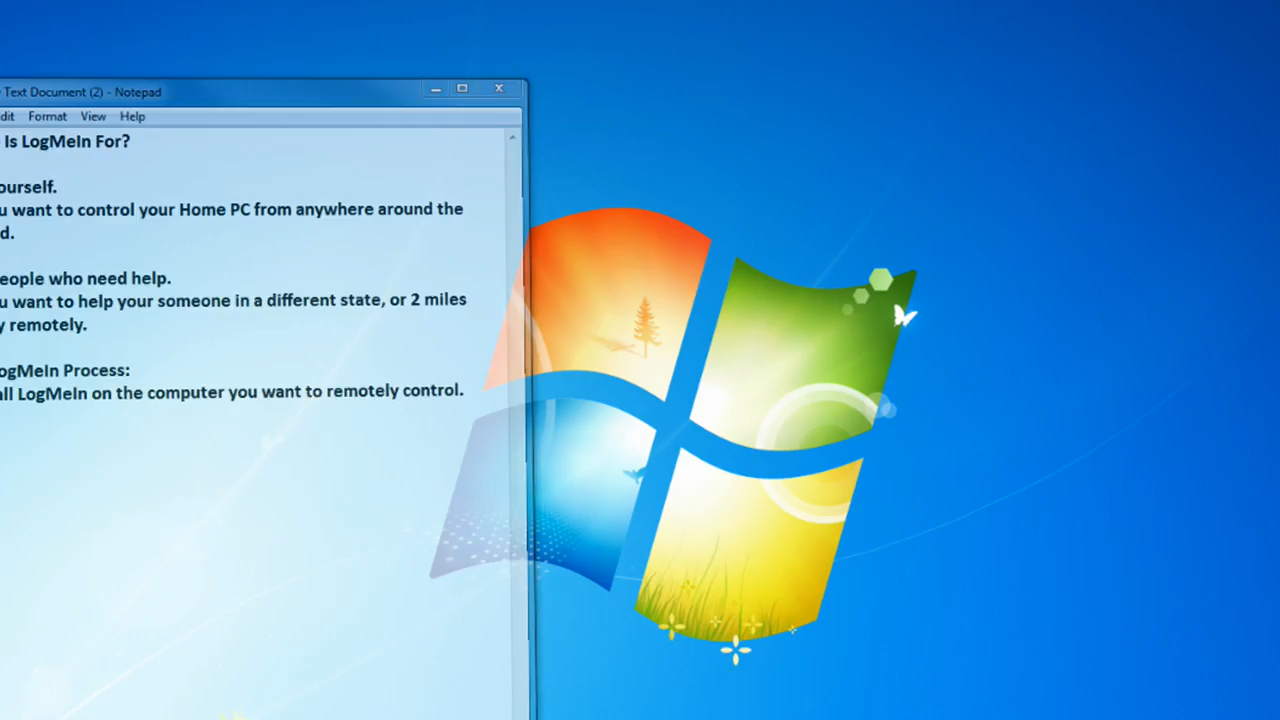 Text Document (2) - Notepad
dit Format View Help
Is LogMeIn For?
ourself.
u want to control your Home PC from anywhere around the
d.
eople who need help.
u want to help your someone in a different state, or 2 miles
y remotely.
ogMeIn Process:
all LogMeIn on the computer you want to remotely control.